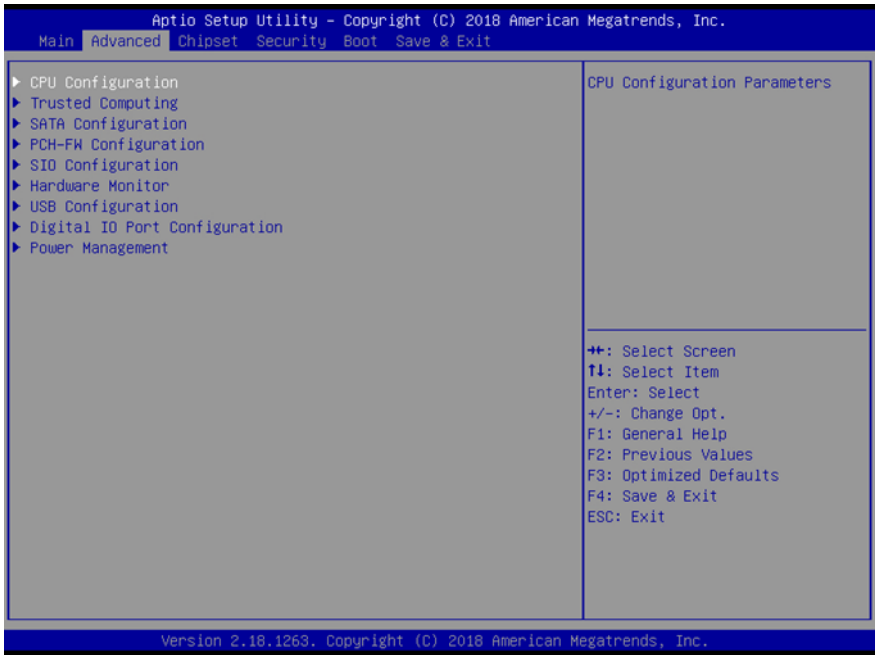 Aptio Setup Utility – Copyright (C) 2018 American Megatrends, Inc.
Main Advanced Chipset Security Boot Save & Exit
▶ CPU Configuration
▶ Trusted Computing
▶ SATA Configuration
▶ PCH-FW Configuration
▶ SIO Configuration
▶ Hardware Monitor
▶ USB Configuration
▶ Digital IO Port Configuration
▶ Power Management
CPU Configuration Parameters
→←: Select Screen
↑↓: Select Item
Enter: Select
+/-: Change Opt.
F1: General Help
F2: Previous Values
F3: Optimized Defaults
F4: Save & Exit
ESC: Exit
Version 2.18.1263. Copyright (C) 2018 American Megatrends, Inc.